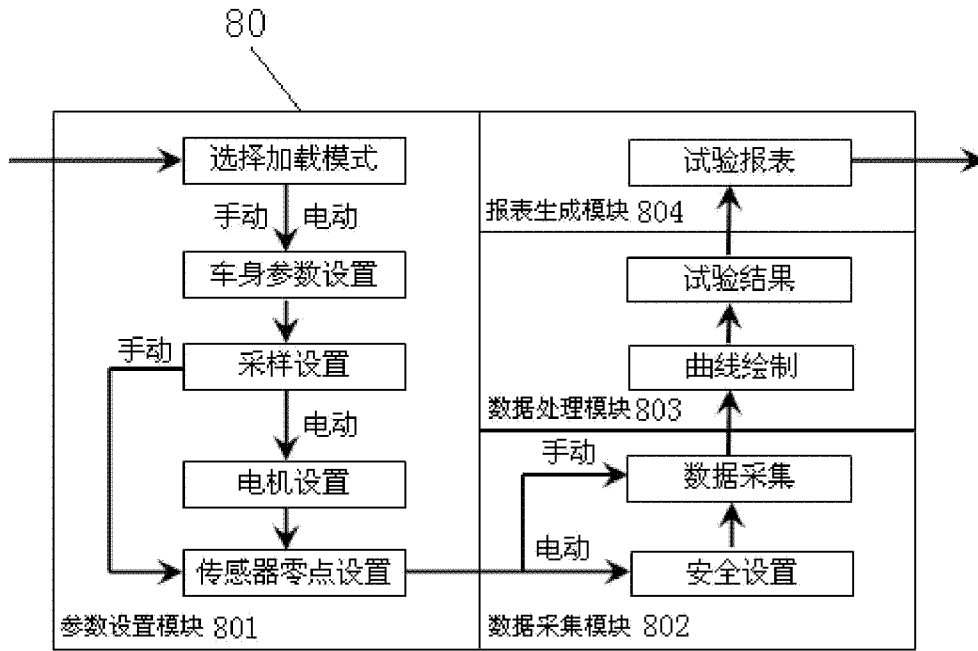 80
选择加载模式
手动 电动
车身参数设置
手动
采样设置
电动
电机设置
传感器零点设置
参数设置模块 801
试验报表
报表生成模块 804
试验结果
曲线绘制
数据处理模块 803
手动
数据采集
电动
安全设置
数据采集模块 802